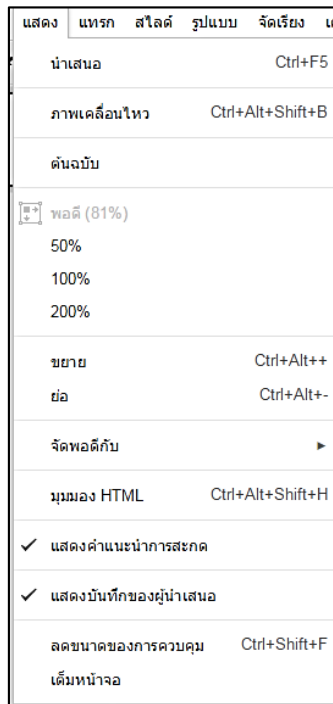 แสดง แทรก สไลด์ รูปแบบ จัดเรียง
นำเสนอ Ctrl+F5
ภาพเคลื่อนไหว Ctrl+Alt+Shift+B
ต้นฉบับ
พอดี (81%)
50%
100%
200%
ขยาย Ctrl+Alt++
ย่อ Ctrl+Alt+-
จัดพอดีกับ
มุมมอง HTML Ctrl+Alt+Shift+H
แสดงคำแนะนำการสะกด
แสดงบันทึกของผู้นำเสนอ
ลดขนาดของการควบคุม Ctrl+Shift+F
เต็มหน้าจอ